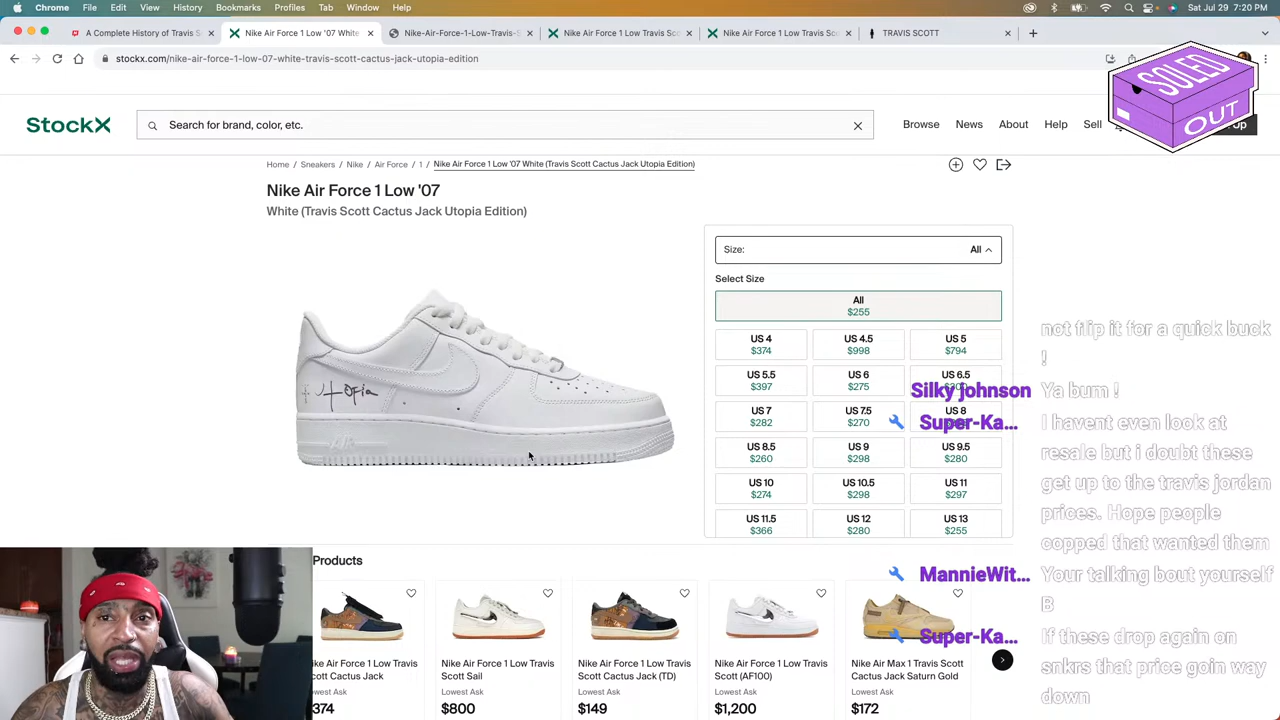 Chrome File Edit View History Bookmarks Profiles Tab Window Help
Sat Jul 29 7:20 PM
A Complete History of Travis S
Nike Air Force 1 Low '07 White
Nike-Air-Force-1-Low-Travis-S
Nike Air Force 1 Low Travis Sc
Nike Air Force 1 Low Travis Sc
TRAVIS SCOTT
stockx.com/nike-air-force-1-low-07-white-travis-scott-cactus-jack-utopia-edition
SOLED
OUT
StockX
Search for brand, color, etc.
Browse News About Help Sell
Home / Sneakers / Nike / Air Force / 1 / Nike Air Force 1 Low '07 White (Travis Scott Cactus Jack Utopia Edition)
Nike Air Force 1 Low '07
White (Travis Scott Cactus Jack Utopia Edition)
Utopia
AIR
Size: All
Select Size
All
$255
US 4 US 4.5 US 5
$374 $998 $794
US 5.5 US 6 US 6.5
$397 $275
US 7 US 7.5 US 8
$282 $270
US 8.5 US 9 US 9.5
$260 $298 $280
US 10 US 10.5 US 11
$274 $298 $297
US 11.5 US 12 US 13
$366 $280 $255
not flip it for a quick buck
!
Silky johnson Ya bum !
Super-Ka... I havent even look at
resale but i doubt these
get up to the travis jordan
prices. Hope people
copped that wanted them
MannieWit... Your talking bout yourself
B
Super-Ka... If these drop again on
snkrs that price goin way
down
Products
ke Air Force 1 Low Travis
cott Cactus Jack
374
Nike Air Force 1 Low Travis
Scott Sail
Lowest Ask
$800
Nike Air Force 1 Low Travis
Scott Cactus Jack (TD)
Lowest Ask
$149
Nike Air Force 1 Low Travis
Scott (AF100)
Lowest Ask
$1,200
Nike Air Max 1 Travis Scott
Cactus Jack Saturn Gold
Lowest Ask
$172